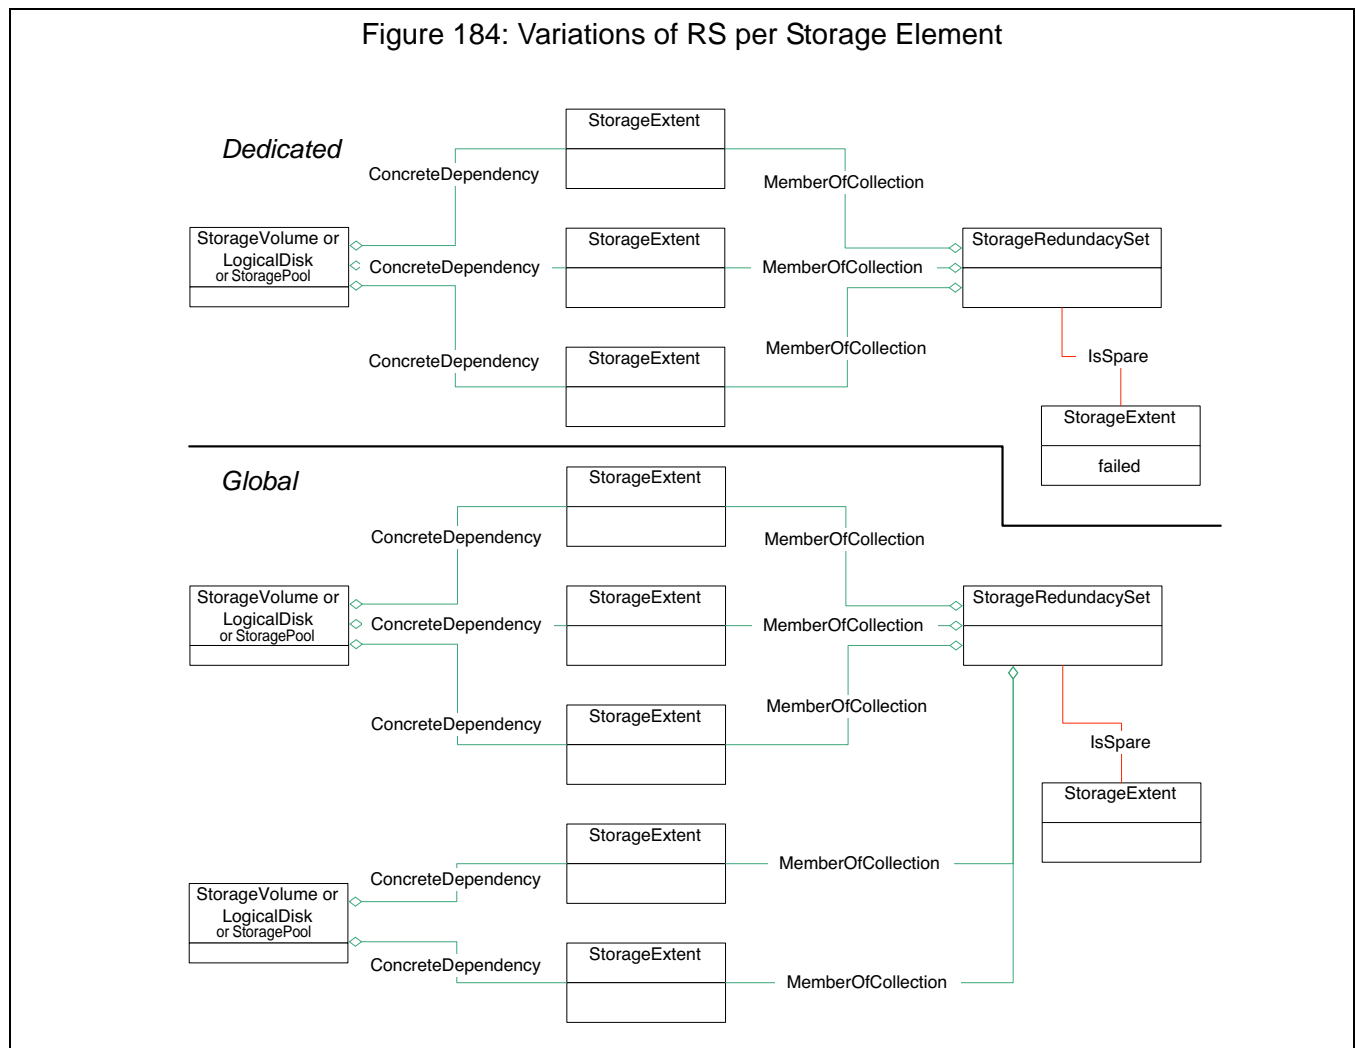 Figure 184: Variations of RS per Storage Element
Dedicated
StorageExtent
ConcreteDependency
MemberOfCollection
StorageVolume or
LogicalDisk
or StoragePool
StorageExtent
ConcreteDependency
MemberOfCollection
StorageRedundacySet
StorageExtent
ConcreteDependency
MemberOfCollection
IsSpare
StorageExtent
failed
Global
StorageExtent
ConcreteDependency
MemberOfCollection
StorageVolume or
LogicalDisk
or StoragePool
StorageExtent
ConcreteDependency
MemberOfCollection
StorageRedundacySet
StorageExtent
ConcreteDependency
MemberOfCollection
IsSpare
StorageExtent
StorageExtent
MemberOfCollection
ConcreteDependency
StorageVolume or
LogicalDisk
or StoragePool
StorageExtent
ConcreteDependency
MemberOfCollection